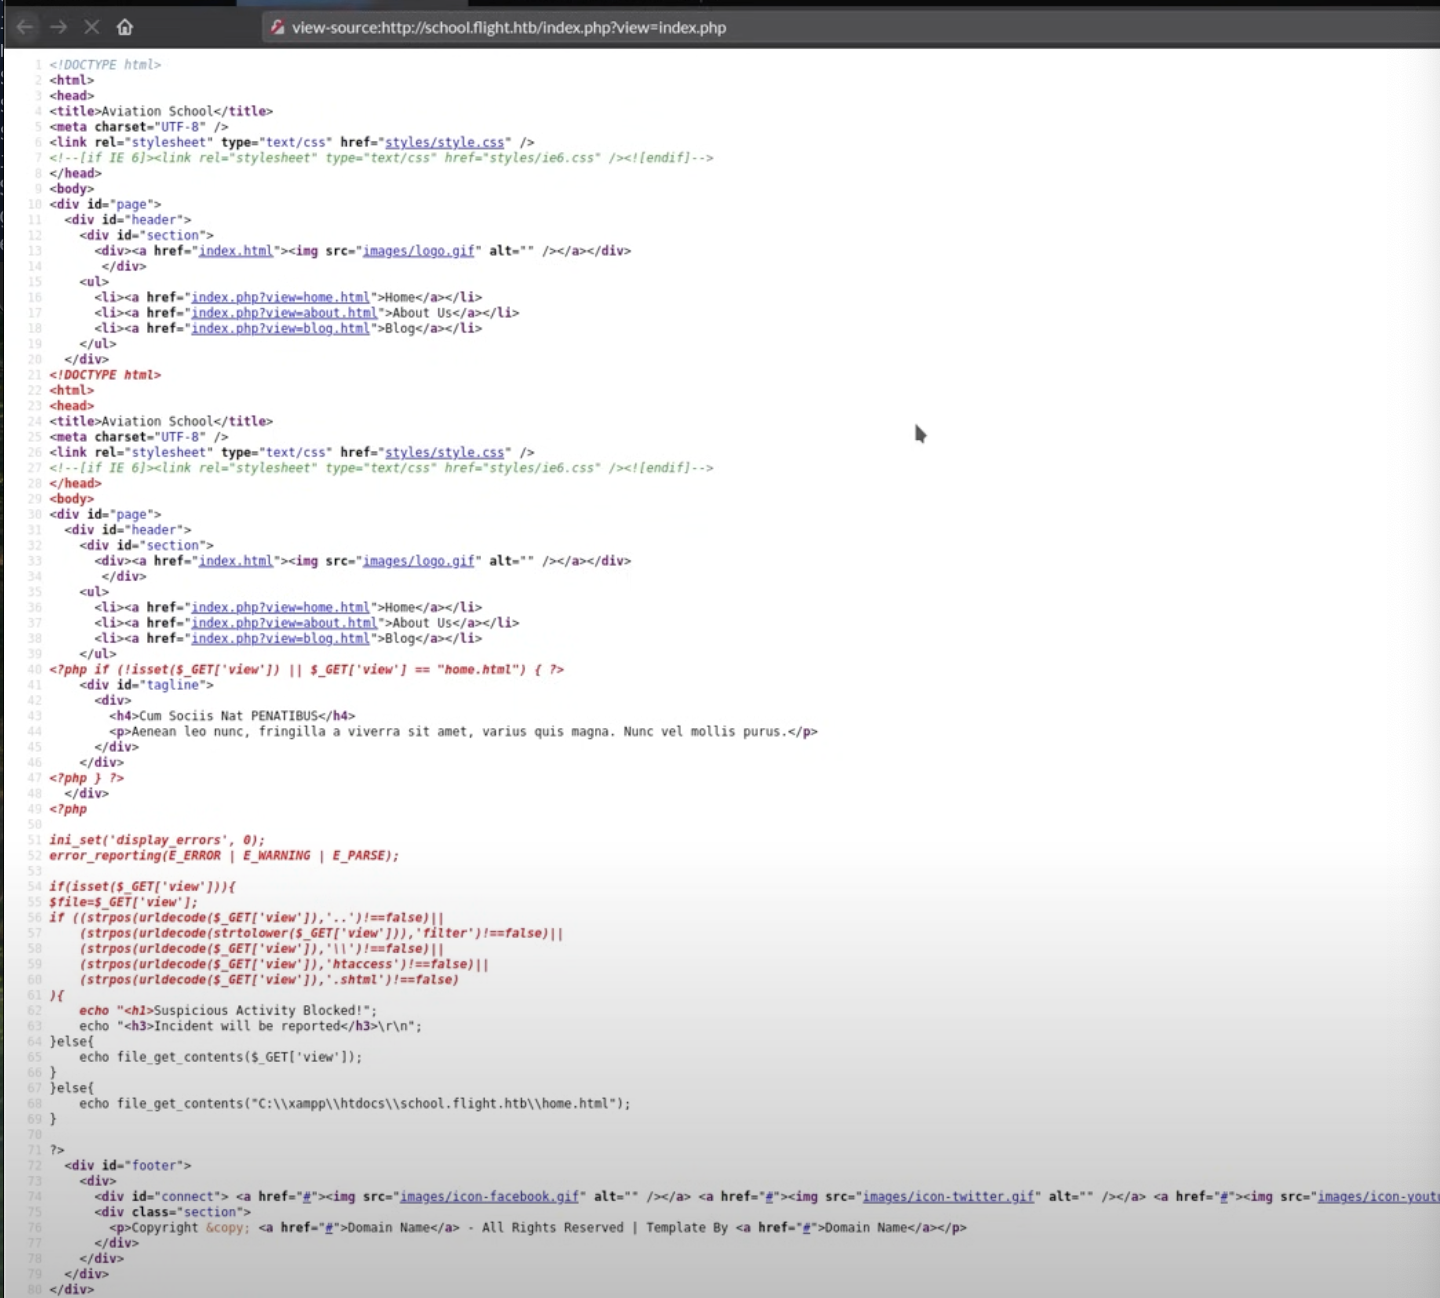 view-source:http://school.flight.htb/index.php?view=index.php
1 <!DOCTYPE html>
2 <html>
3 <head>
4 <title>Aviation School</title>
5 <meta charset="UTF-8" />
6 <link rel="stylesheet" type="text/css" href="styles/style.css" />
7 <!--[if IE 6]><link rel="stylesheet" type="text/css" href="styles/ie6.css" /><![endif]-->
8 </head>
9 <body>
10 <div id="page">
11   <div id="header">
12     <div id="section">
13       <div><a href="index.html"><img src="images/logo.gif" alt="" /></a></div>
14        </div>
15     <ul>
16       <li><a href="index.php?view=home.html">Home</a></li>
17       <li><a href="index.php?view=about.html">About Us</a></li>
18       <li><a href="index.php?view=blog.html">Blog</a></li>
19     </ul>
20   </div>
21 <!DOCTYPE html>
22 <html>
23 <head>
24 <title>Aviation School</title>
25 <meta charset="UTF-8" />
26 <link rel="stylesheet" type="text/css" href="styles/style.css" />
27 <!--[if IE 6]><link rel="stylesheet" type="text/css" href="styles/ie6.css" /><![endif]-->
28 </head>
29 <body>
30 <div id="page">
31   <div id="header">
32     <div id="section">
33       <div><a href="index.html"><img src="images/logo.gif" alt="" /></a></div>
34        </div>
35     <ul>
36       <li><a href="index.php?view=home.html">Home</a></li>
37       <li><a href="index.php?view=about.html">About Us</a></li>
38       <li><a href="index.php?view=blog.html">Blog</a></li>
39     </ul>
40 <?php if (!isset($_GET['view']) || $_GET['view'] == "home.html") { ?>
41     <div id="tagline">
42       <div>
43         <h4>Cum Sociis Nat PENATIBUS</h4>
44         <p>Aenean leo nunc, fringilla a viverra sit amet, varius quis magna. Nunc vel mollis purus.</p>
45       </div>
46     </div>
47 <?php } ?>
48   </div>
49 <?php
50
51 ini_set('display_errors', 0);
52 error_reporting(E_ERROR | E_WARNING | E_PARSE);
53
54 if(isset($_GET['view'])){
55 $file=$_GET['view'];
56 if ((strpos(urldecode($_GET['view']),'..')!==false)||
57     (strpos(urldecode(strtolower($_GET['view'])),'filter')!==false)||
58     (strpos(urldecode($_GET['view']),'\\')!==false)||
59     (strpos(urldecode($_GET['view']),'htaccess')!==false)||
60     (strpos(urldecode($_GET['view']),'.shtml')!==false)
61 ){
62     echo "<h1>Suspicious Activity Blocked!";
63     echo "<h3>Incident will be reported</h3>\r\n";
64 }else{
65     echo file_get_contents($_GET['view']);
66 }
67 }else{
68     echo file_get_contents("C:\\xampp\\htdocs\\school.flight.htb\\home.html");
69 }
70
71 ?>
72   <div id="footer">
73     <div>
74       <div id="connect"> <a href="#"><img src="images/icon-facebook.gif" alt="" /></a> <a href="#"><img src="images/icon-twitter.gif" alt="" /></a> <a href="#"><img src="images/icon-yout
75       <div class="section">
76         <p>Copyright &copy; <a href="#">Domain Name</a> - All Rights Reserved | Template By <a href="#">Domain Name</a></p>
77       </div>
78     </div>
79   </div>
80 </div>